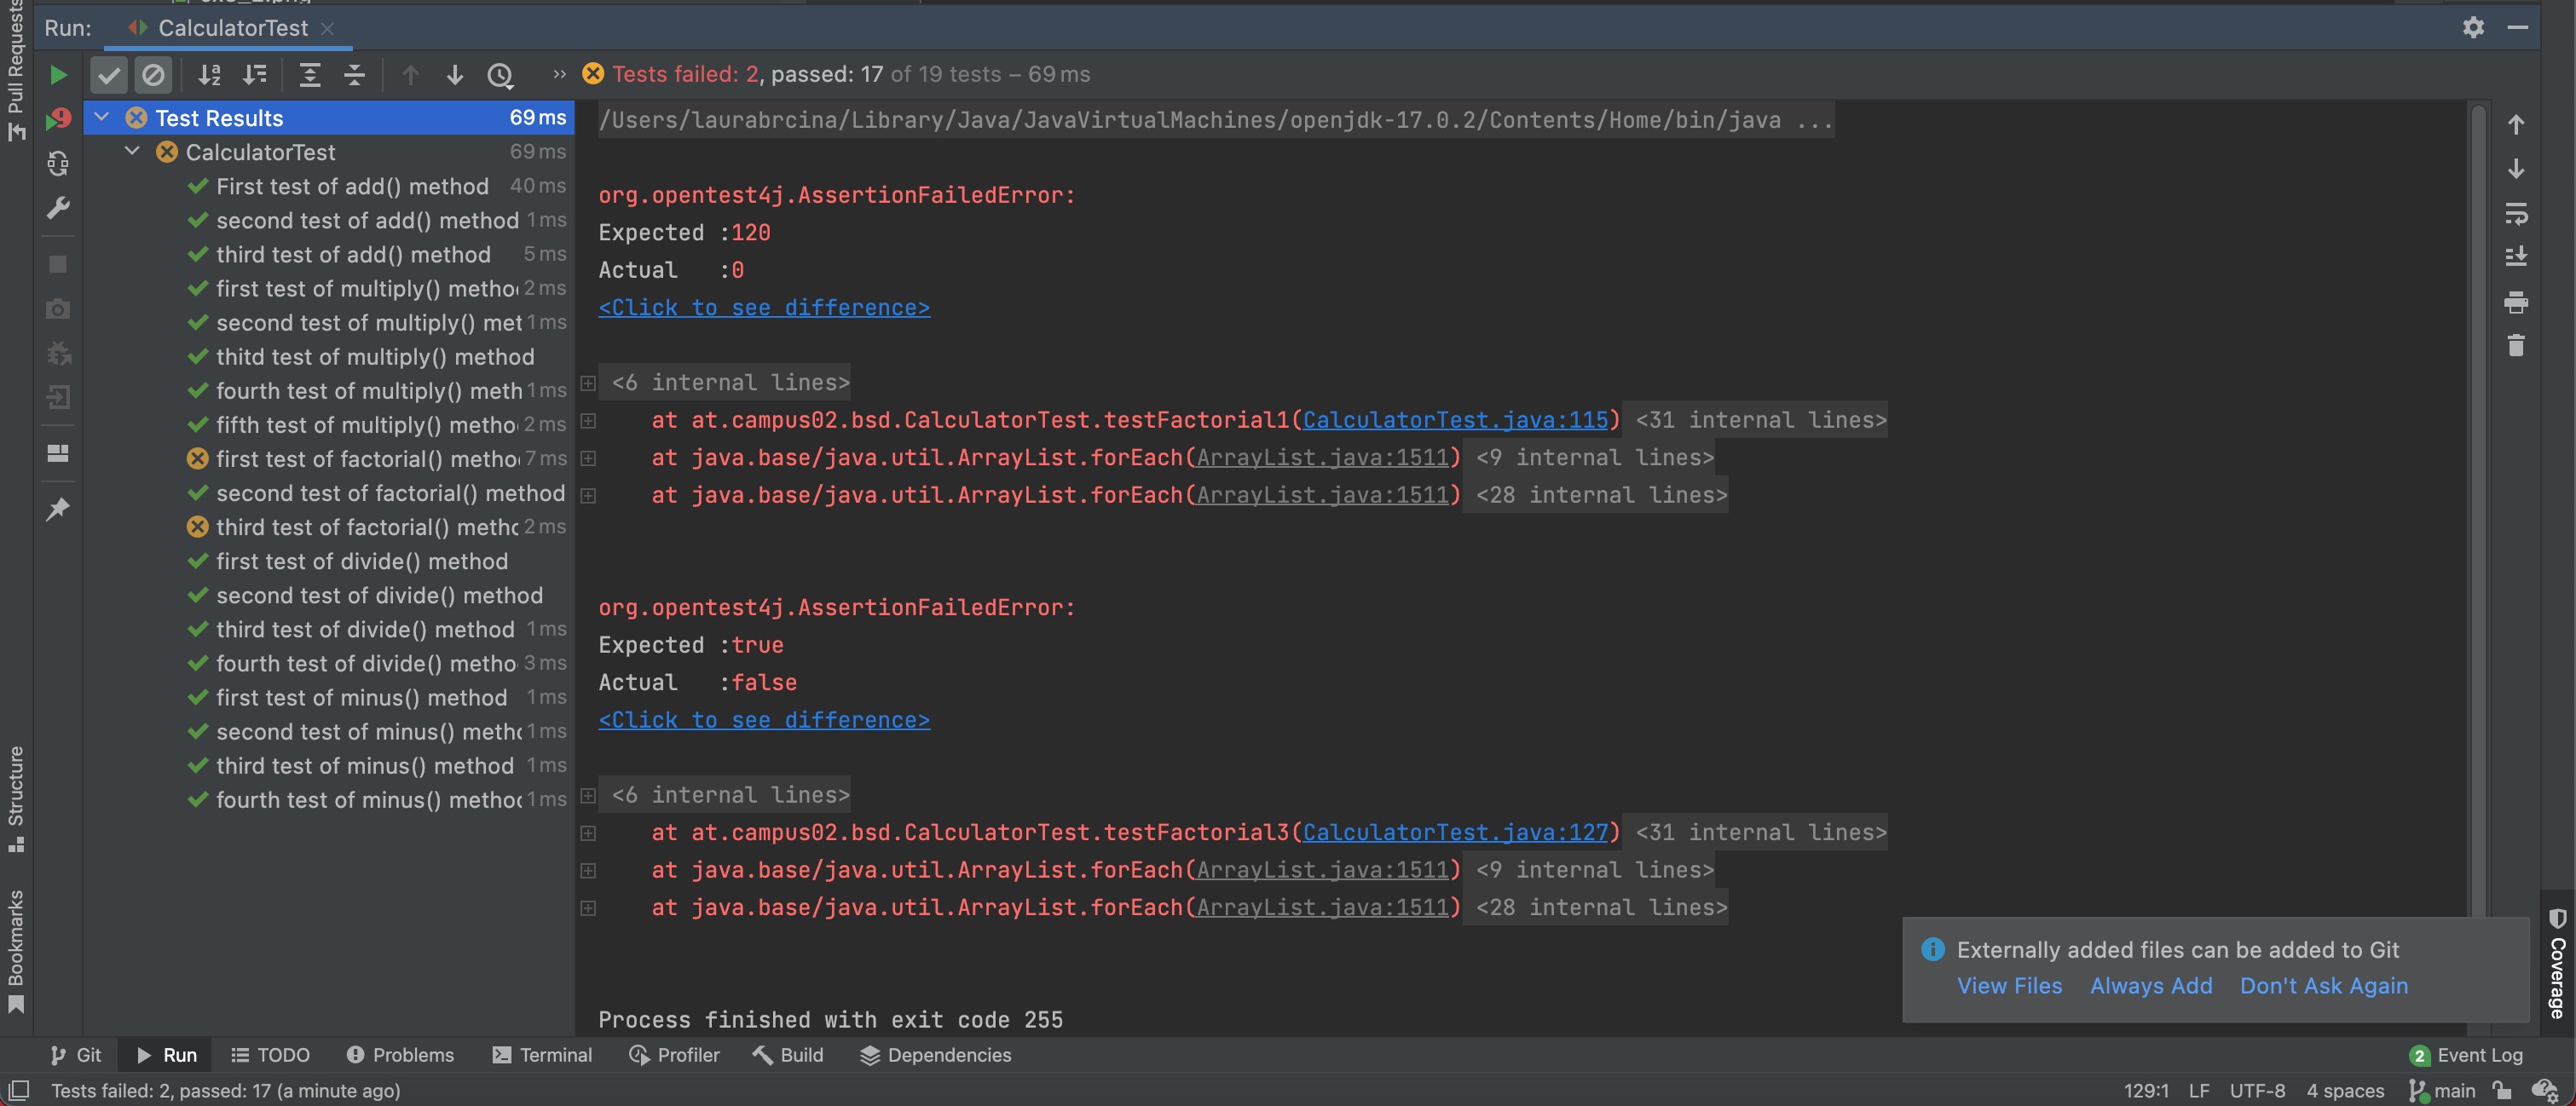 Run: CalculatorTest
Pull Requests
Tests failed: 2, passed: 17 of 19 tests – 69 ms
Test Results 69 ms
CalculatorTest 69 ms
First test of add() method 40 ms
second test of add() method 1 ms
third test of add() method 5 ms
first test of multiply() metho 2 ms
second test of multiply() met 1 ms
thitd test of multiply() method
fourth test of multiply() meth 1 ms
fifth test of multiply() metho 2 ms
first test of factorial() metho 7 ms
second test of factorial() method
third test of factorial() metho 2 ms
first test of divide() method
second test of divide() method
third test of divide() method 1 ms
fourth test of divide() metho 3 ms
first test of minus() method 1 ms
second test of minus() metho 1 ms
third test of minus() method 1 ms
fourth test of minus() metho 1 ms
/Users/laurabrcina/Library/Java/JavaVirtualMachines/openjdk-17.0.2/Contents/Home/bin/java ...
org.opentest4j.AssertionFailedError:
Expected :120
Actual   :0
<Click to see difference>
<6 internal lines>
at at.campus02.bsd.CalculatorTest.testFactorial1(CalculatorTest.java:115) <31 internal lines>
at java.base/java.util.ArrayList.forEach(ArrayList.java:1511) <9 internal lines>
at java.base/java.util.ArrayList.forEach(ArrayList.java:1511) <28 internal lines>
org.opentest4j.AssertionFailedError:
Expected :true
Actual   :false
<Click to see difference>
<6 internal lines>
at at.campus02.bsd.CalculatorTest.testFactorial3(CalculatorTest.java:127) <31 internal lines>
at java.base/java.util.ArrayList.forEach(ArrayList.java:1511) <9 internal lines>
at java.base/java.util.ArrayList.forEach(ArrayList.java:1511) <28 internal lines>
Process finished with exit code 255
Structure
Bookmarks
Coverage
Externally added files can be added to Git
View Files Always Add Don't Ask Again
Git Run TODO Problems Terminal Profiler Build Dependencies
2 Event Log
Tests failed: 2, passed: 17 (a minute ago)
129:1 LF UTF-8 4 spaces main